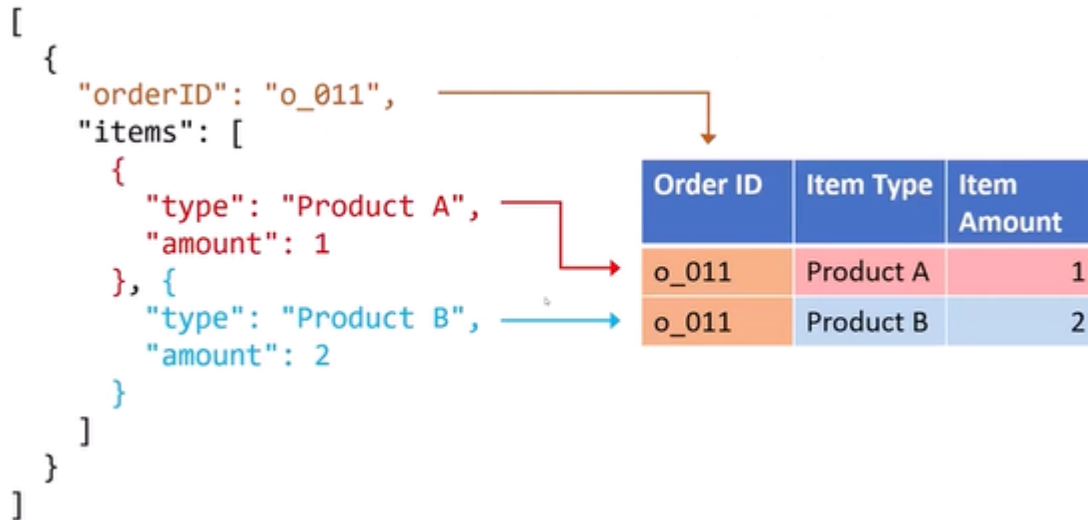 [
{
"orderID": "o_011",
"items": [
{
"type": "Product A",
"amount": 1
}, {
"type": "Product B",
"amount": 2
}
]
}
]
Order ID Item Type Item Amount
o_011 Product A 1
o_011 Product B 2